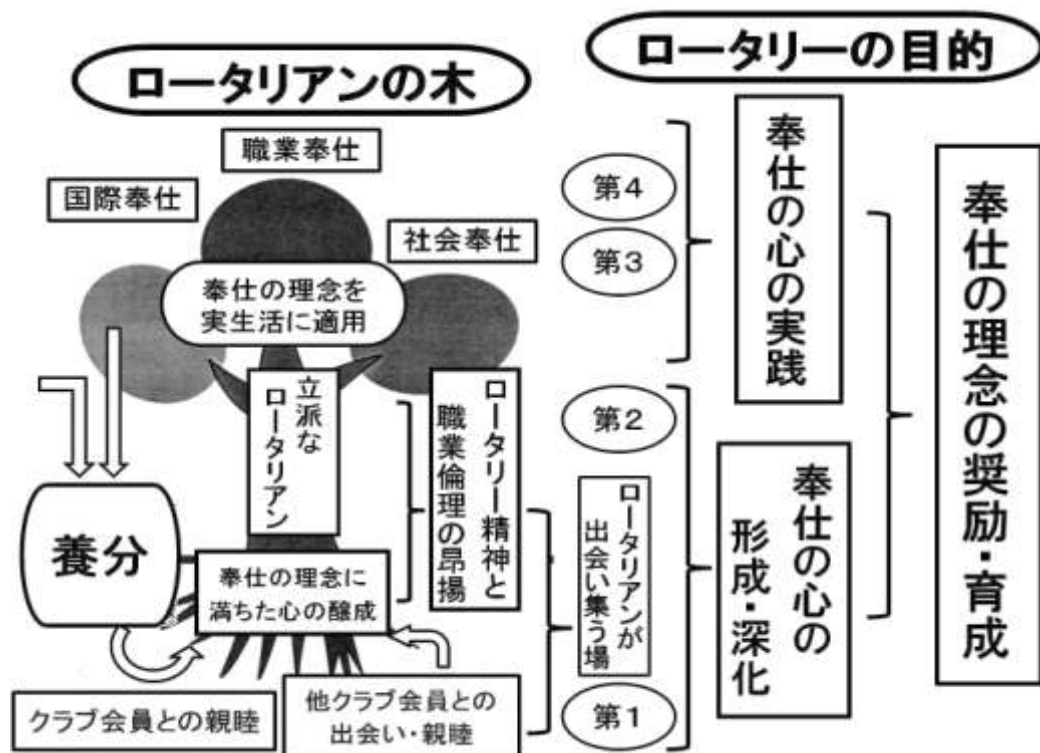 ロータリアンの木
職業奉仕
国際奉仕
社会奉仕
奉仕の理念を
実生活に適用
立派な
ロータリアン
ロータリー精神と
職業倫理の昂揚
養分
奉仕の理念に
満ちた心の醸成
クラブ会員との親睦
他クラブ会員との
出会い・親睦
ロータリーの目的
第4
第3
第2
ロータリアンが
出会い集う場
第1
奉仕の心の実践
奉仕の心の
形成・深化
奉仕の理念の奨励・育成